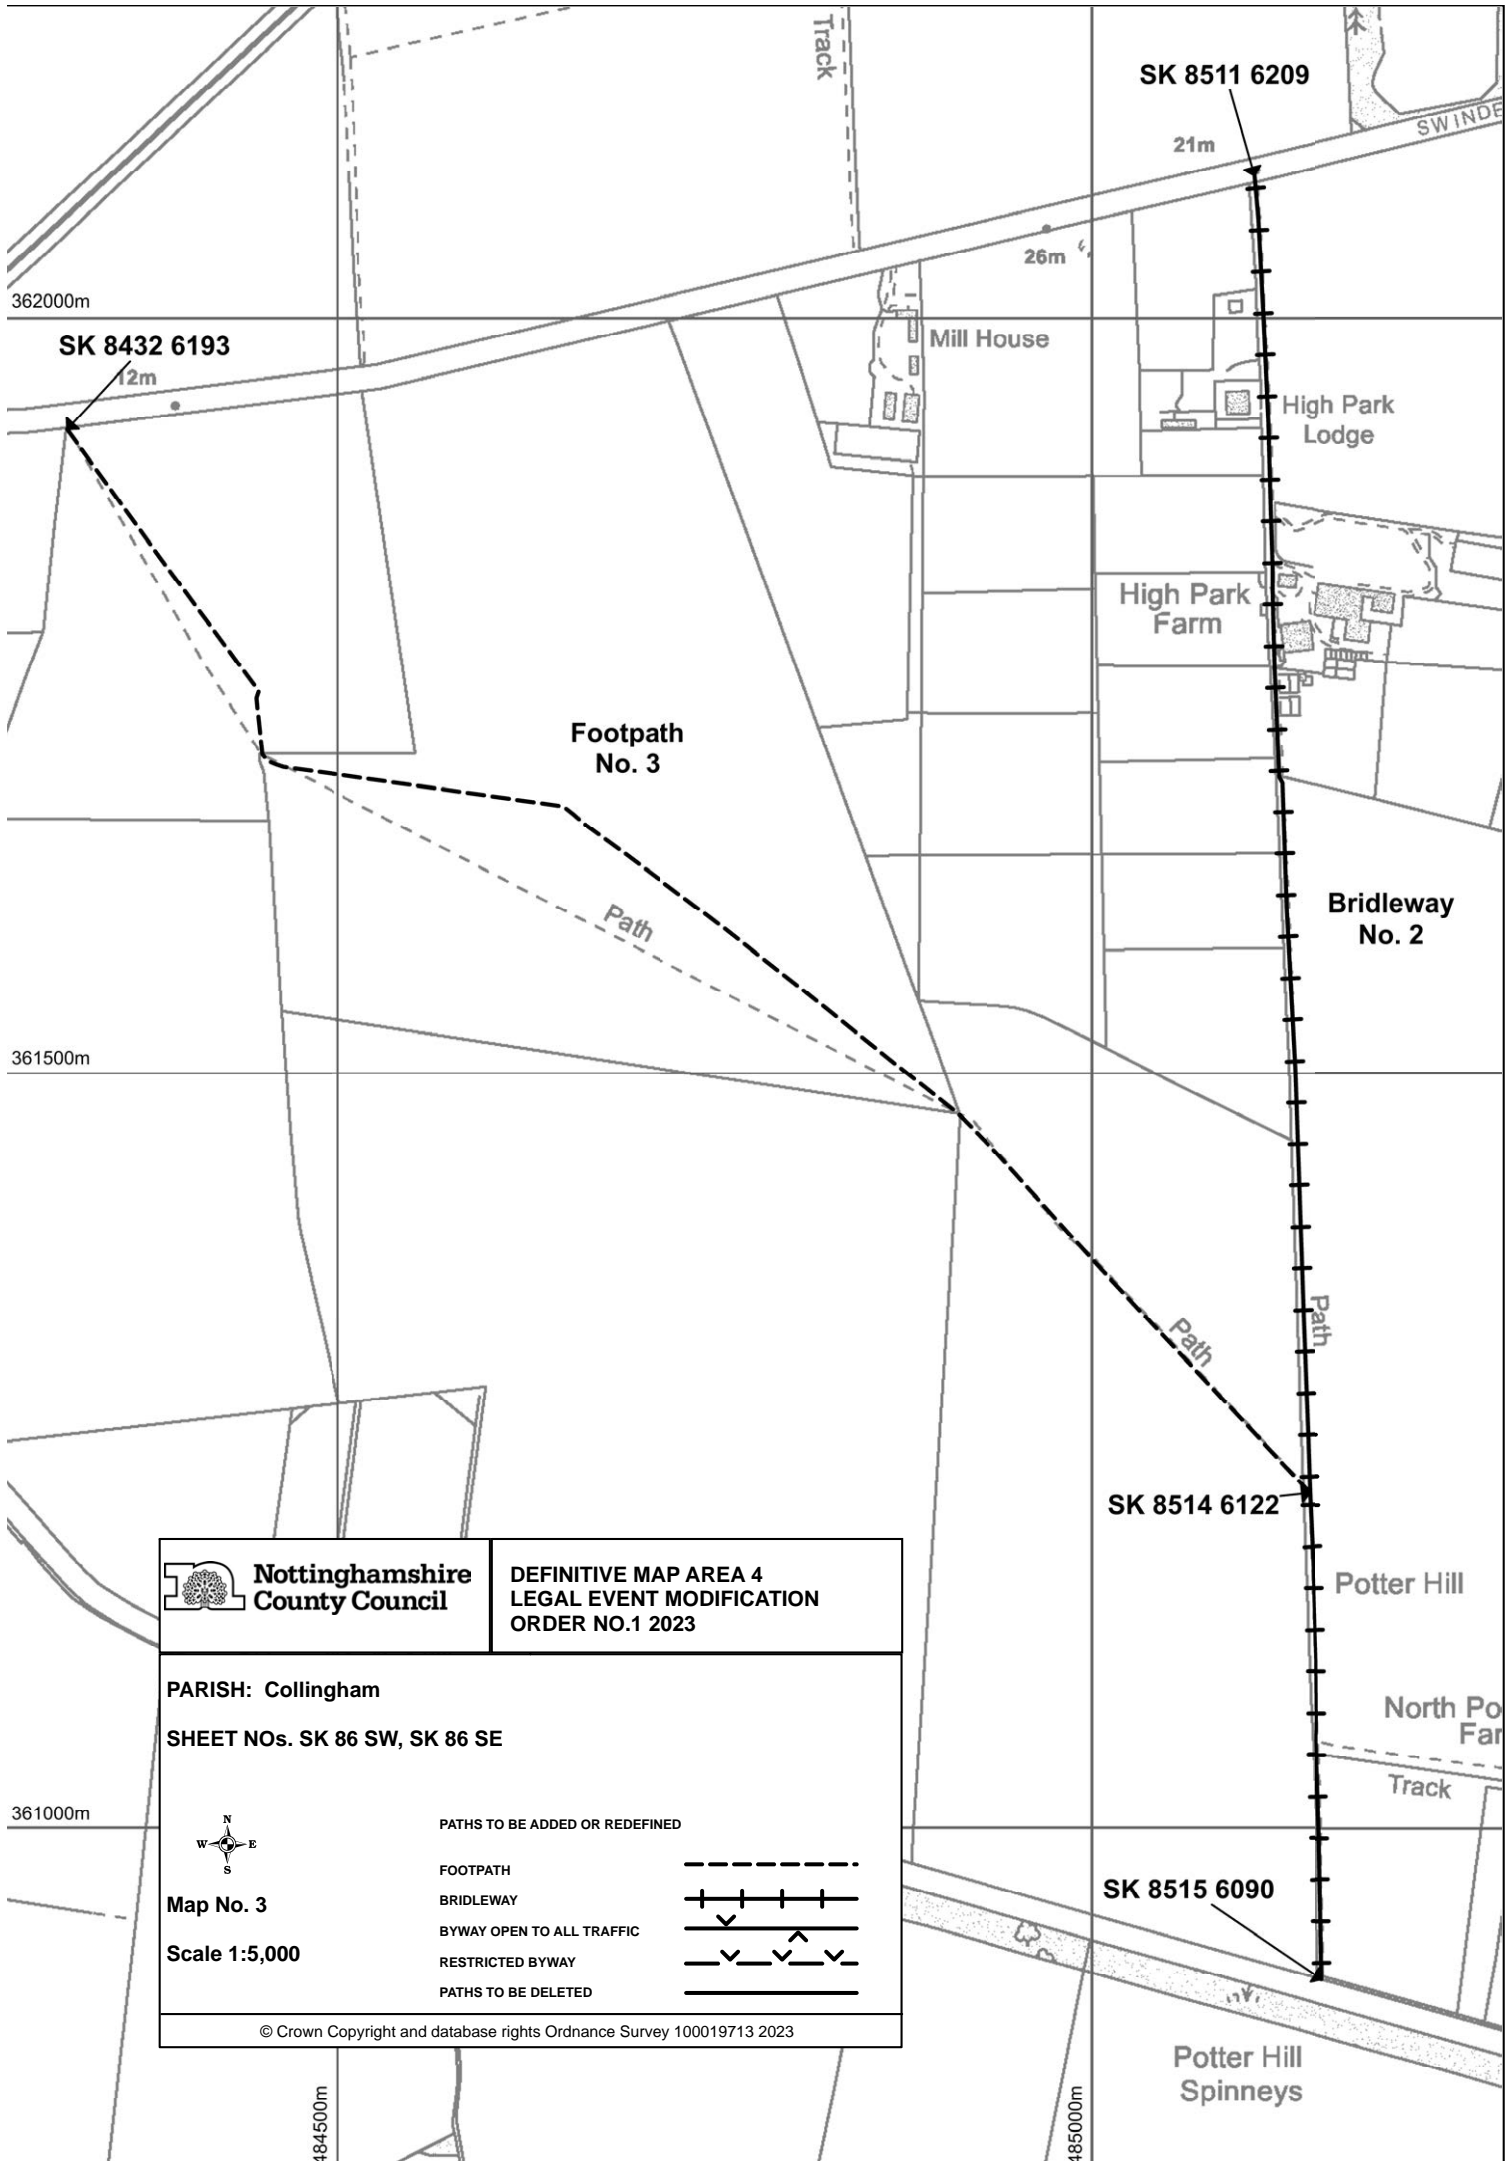 Track
SK 8511 6209
SWINDE
21m
26m
362000m
SK 8432 6193
12m
Mill House
High Park
Lodge
High Park
Farm
Footpath
No. 3
Path
Bridleway
No. 2
361500m
Path
Path
SK 8514 6122
Potter Hill
North Po
Far
Track
Nottinghamshire
County Council
DEFINITIVE MAP AREA 4
LEGAL EVENT MODIFICATION
ORDER NO.1 2023
PARISH: Collingham
SHEET NOs. SK 86 SW, SK 86 SE
361000m
N
W E
S
Map No. 3
Scale 1:5,000
PATHS TO BE ADDED OR REDEFINED
FOOTPATH
BRIDLEWAY
BYWAY OPEN TO ALL TRAFFIC
RESTRICTED BYWAY
PATHS TO BE DELETED
© Crown Copyright and database rights Ordnance Survey 100019713 2023
SK 8515 6090
Potter Hill
Spinneys
484500m
485000m